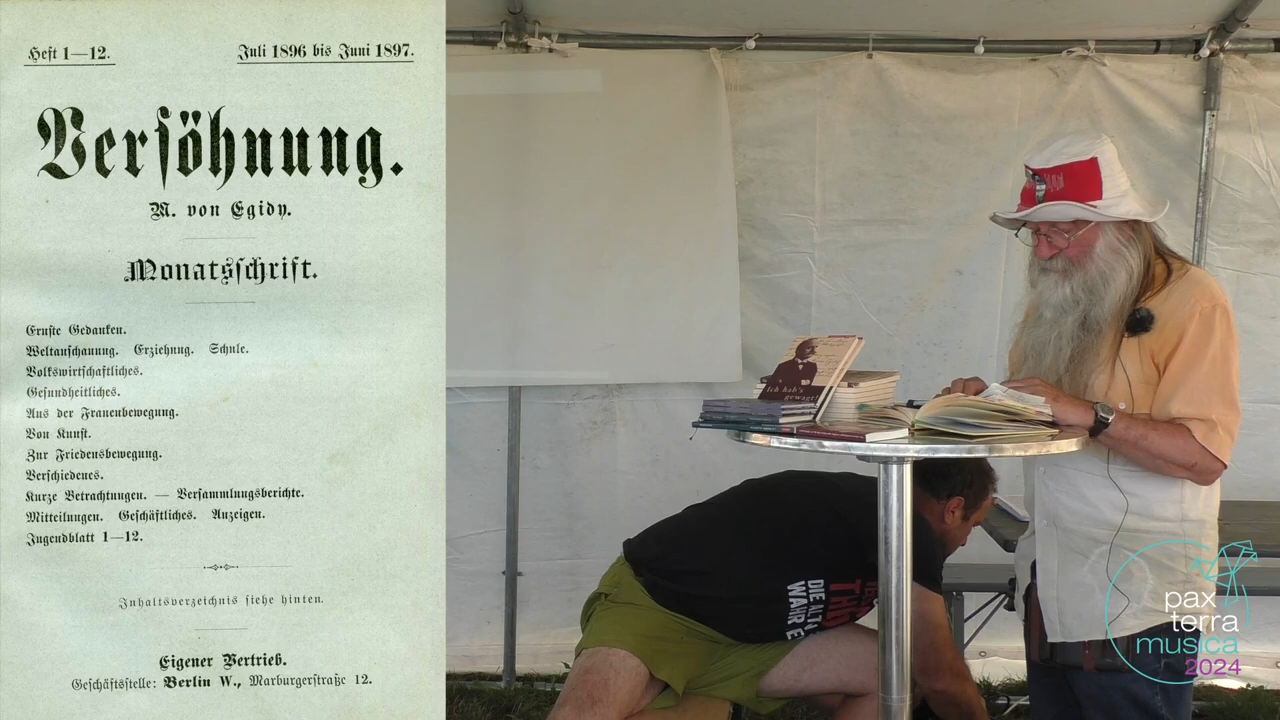 Heft 1—12.
Juli 1896 bis Juni 1897.
Versöhnung.
M. von Egidy.
Monatsschrift.
Ernste Gedanken.
Weltanschauung. Erziehung. Schule.
Volkswirtschaftliches.
Gesundheitliches.
Aus der Frauenbewegung.
Von Kunst.
Zur Friedensbewegung.
Verschiedenes.
Kurze Betrachtungen. — Versammlungsberichte.
Mitteilungen. Geschäftliches. Anzeigen.
Jugendblatt 1—12.
Inhaltsverzeichnis siehe hinten.
Eigener Vertrieb.
Geschäftsstelle: Berlin W., Marburgerstraße 12.
Ich hab's
gewagt!
DIE ALT
WAHR
pax
terra
musica
2024